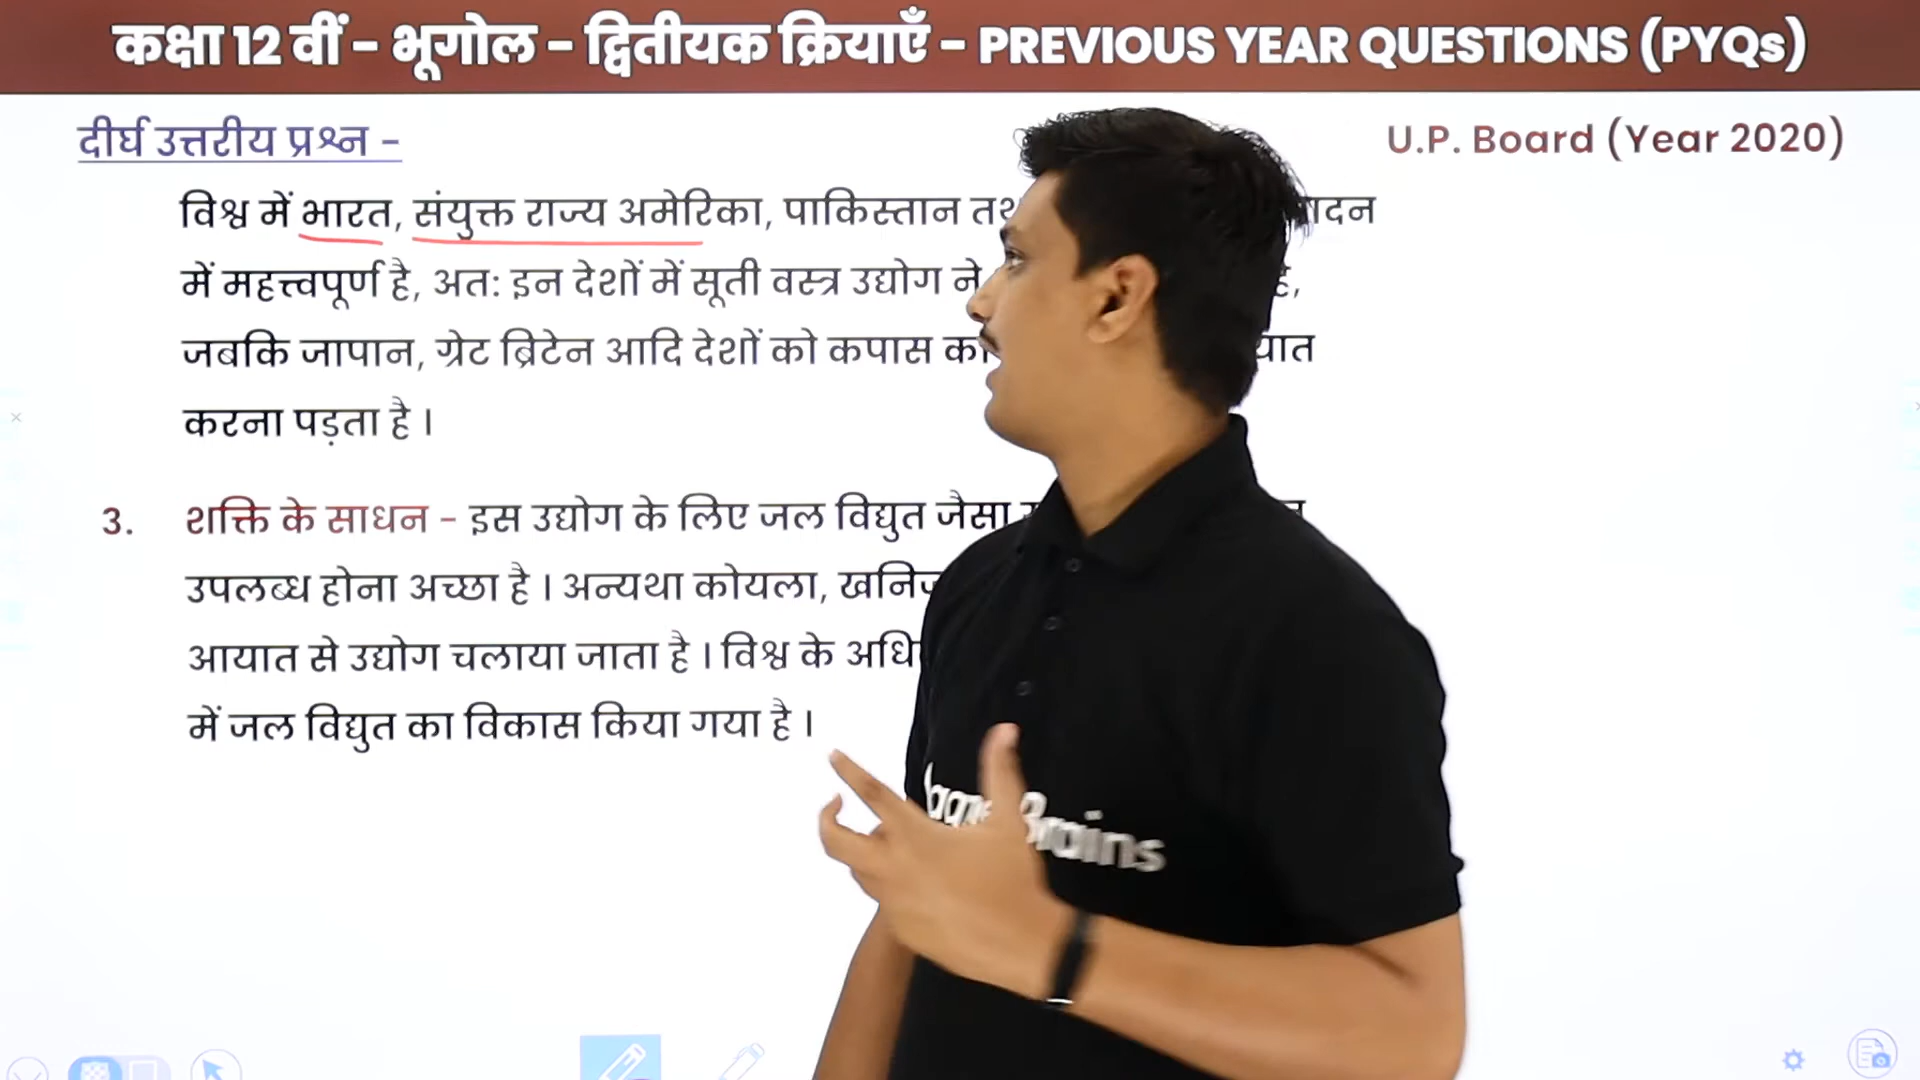 कक्षा 12 वीं - भूगोल - द्वितीयक क्रियाएँ - PREVIOUS YEAR QUESTIONS (PYQs)
दीर्घ उत्तरीय प्रश्न -
U.P. Board (Year 2020)
विश्व में भारत, संयुक्त राज्य अमेरिका, पाकिस्तान
में महत्त्वपूर्ण है, अतः इन देशों में सूती वस्त्र उद्योग ने
जबकि जापान, ग्रेट ब्रिटेन आदि देशों को कपास
करना पड़ता है ।
3. शक्ति के साधन - इस उद्योग के लिए जल विद्युत जैसा
उपलब्ध होना अच्छा है । अन्यथा कोयला,
आयात से उद्योग चलाया जाता है । विश्व के
में जल विद्युत का विकास किया गया है ।
Brains